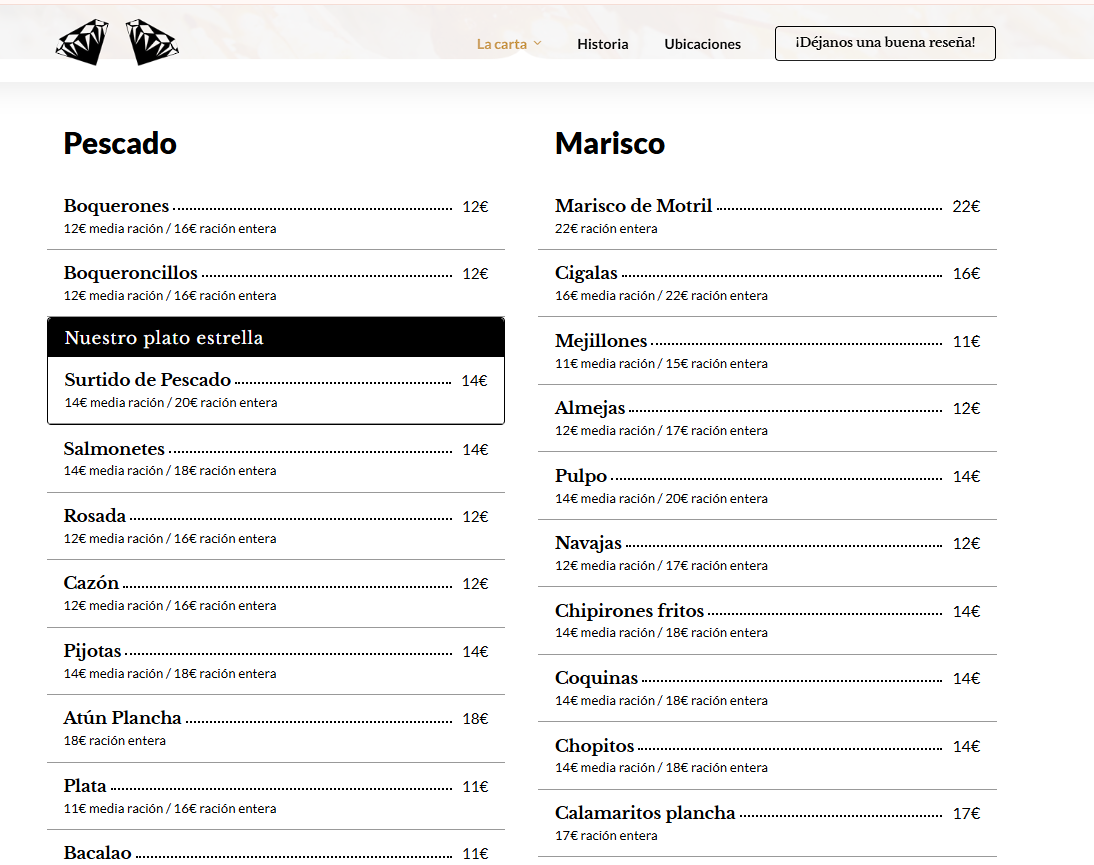 La carta
Historia
Ubicaciones
¡Déjanos una buena reseña!
Pescado
Boquerones 12€
12€ media ración / 16€ ración entera
Boqueroncillos 12€
12€ media ración / 16€ ración entera
Nuestro plato estrella
Surtido de Pescado 14€
14€ media ración / 20€ ración entera
Salmonetes 14€
14€ media ración / 18€ ración entera
Rosada 12€
12€ media ración / 16€ ración entera
Cazón 12€
12€ media ración / 16€ ración entera
Pijotas 14€
14€ media ración / 18€ ración entera
Atún Plancha 18€
18€ ración entera
Plata 11€
11€ media ración / 16€ ración entera
Bacalao 11€
Marisco
Marisco de Motril 22€
22€ ración entera
Cigalas 16€
16€ media ración / 22€ ración entera
Mejillones 11€
11€ media ración / 15€ ración entera
Almejas 12€
12€ media ración / 17€ ración entera
Pulpo 14€
14€ media ración / 20€ ración entera
Navajas 12€
12€ media ración / 17€ ración entera
Chipirones fritos 14€
14€ media ración / 18€ ración entera
Coquinas 14€
14€ media ración / 18€ ración entera
Chopitos 14€
14€ media ración / 18€ ración entera
Calamaritos plancha 17€
17€ ración entera